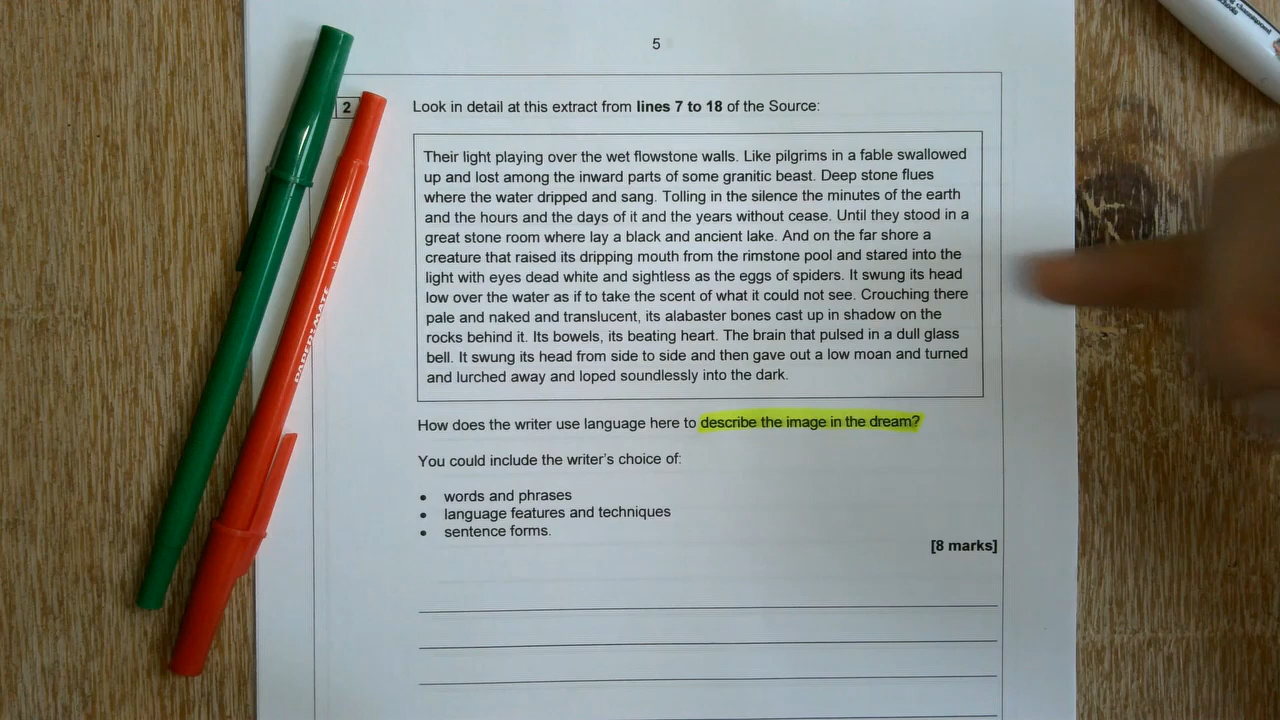 5
2
Look in detail at this extract from lines 7 to 18 of the Source:
Their light playing over the wet flowstone walls. Like pilgrims in a fable swallowed
up and lost among the inward parts of some granitic beast. Deep stone flues
where the water dripped and sang. Tolling in the silence the minutes of the earth
and the hours and the days of it and the years without cease. Until they stood in a
great stone room where lay a black and ancient lake. And on the far shore a
creature that raised its dripping mouth from the rimstone pool and stared into the
light with eyes dead white and sightless as the eggs of spiders. It swung its head
low over the water as if to take the scent of what it could not see. Crouching there
pale and naked and translucent, its alabaster bones cast up in shadow on the
rocks behind it. Its bowels, its beating heart. The brain that pulsed in a dull glass
bell. It swung its head from side to side and then gave out a low moan and turned
and lurched away and loped soundlessly into the dark.
How does the writer use language here to describe the image in the dream?
You could include the writer's choice of:
• words and phrases
• language features and techniques
• sentence forms.
[8 marks]
PAPER MATE